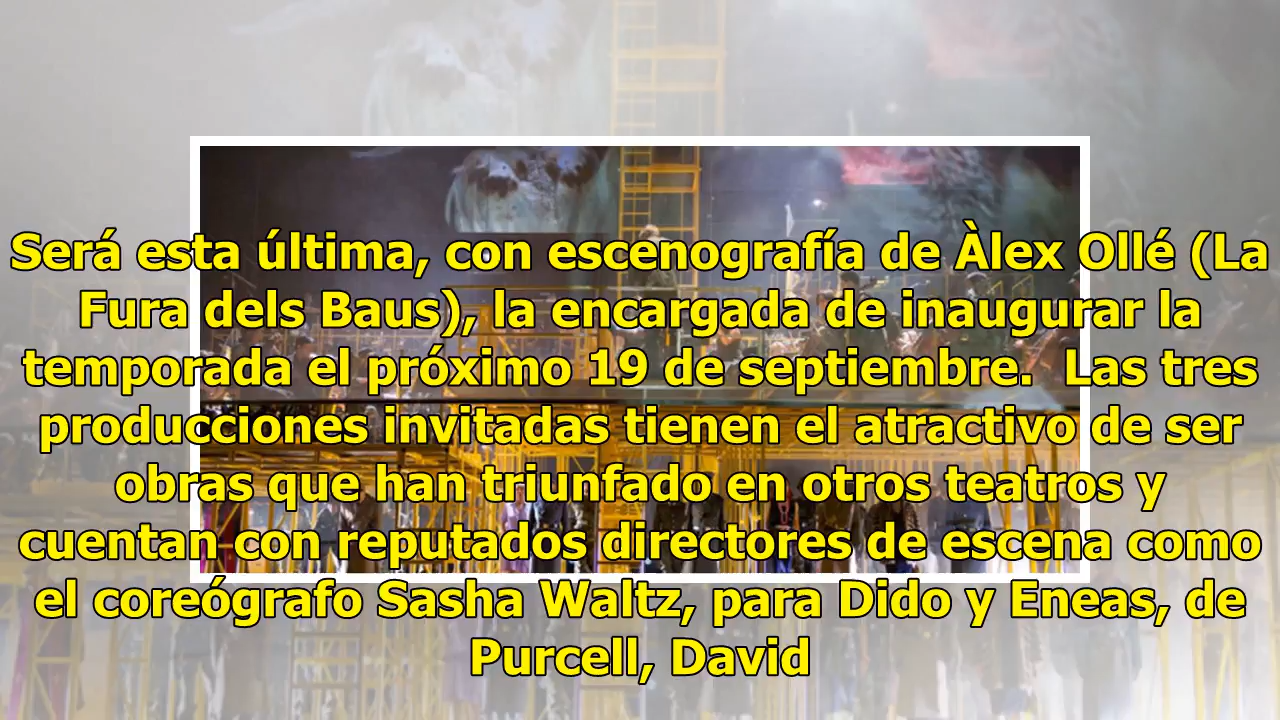 Será esta última, con escenografía de Àlex Ollé (La
Fura dels Baus), la encargada de inaugurar la
temporada el próximo 19 de septiembre.  Las tres
producciones invitadas tienen el atractivo de ser
obras que han triunfado en otros teatros y
cuentan con reputados directores de escena como
el coreógrafo Sasha Waltz, para Dido y Eneas, de
Purcell, David